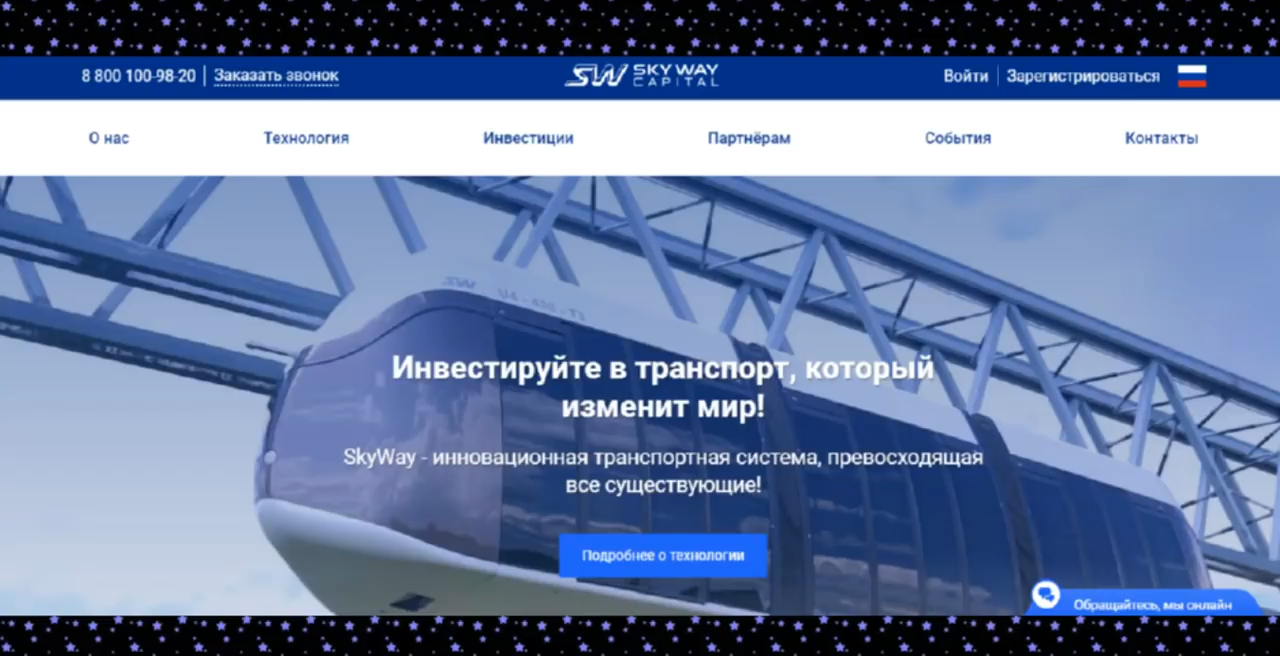 8 800 100-98-20 | Заказать звонок
SW SKY WAY
CAPITAL
Войти | Зарегистрироваться
О нас Технология Инвестиции Партнёрам События Контакты
Инвестируйте в транспорт, который
изменит мир!
SkyWay - инновационная транспортная система, превосходящая
все существующие!
Подробнее о технологии
Обращайтесь, мы онлайн